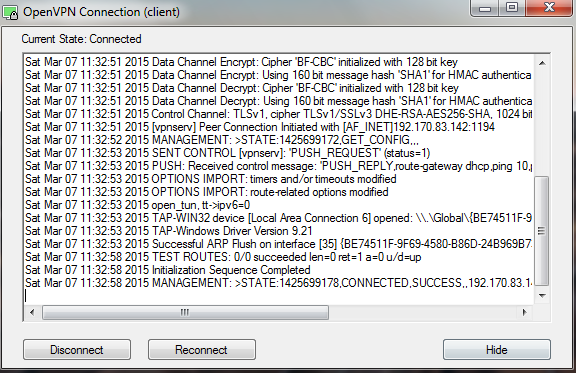 OpenVPN Connection (client)
Current State: Connected
Sat Mar 07 11:32:51 2015 Data Channel Encrypt: Cipher 'BF-CBC' initialized with 128 bit key
Sat Mar 07 11:32:51 2015 Data Channel Encrypt: Using 160 bit message hash 'SHA1' for HMAC authentica
Sat Mar 07 11:32:51 2015 Data Channel Decrypt: Cipher 'BF-CBC' initialized with 128 bit key
Sat Mar 07 11:32:51 2015 Data Channel Decrypt: Using 160 bit message hash 'SHA1' for HMAC authentica
Sat Mar 07 11:32:51 2015 Control Channel: TLSv1, cipher TLSv1/SSLv3 DHE-RSA-AES256-SHA, 1024 bit
Sat Mar 07 11:32:51 2015 [vpnserv] Peer Connection Initiated with [AF_INET]192.170.83.142:1194
Sat Mar 07 11:32:52 2015 MANAGEMENT: >STATE:1425699172,GET_CONFIG,,,
Sat Mar 07 11:32:53 2015 SENT CONTROL [vpnserv]: 'PUSH_REQUEST' (status=1)
Sat Mar 07 11:32:53 2015 PUSH: Received control message: 'PUSH_REPLY,route-gateway dhcp,ping 10,p
Sat Mar 07 11:32:53 2015 OPTIONS IMPORT: timers and/or timeouts modified
Sat Mar 07 11:32:53 2015 OPTIONS IMPORT: route-related options modified
Sat Mar 07 11:32:53 2015 open_tun, tt->ipv6=0
Sat Mar 07 11:32:53 2015 TAP-WIN32 device [Local Area Connection 6] opened: \\.\Global\{BE74511F-9
Sat Mar 07 11:32:53 2015 TAP-Windows Driver Version 9.21
Sat Mar 07 11:32:53 2015 Successful ARP Flush on interface [35] {BE74511F-9F69-4580-B86D-24B969B7
Sat Mar 07 11:32:58 2015 TEST ROUTES: 0/0 succeeded len=0 ret=1 a=0 u/d=up
Sat Mar 07 11:32:58 2015 Initialization Sequence Completed
Sat Mar 07 11:32:58 2015 MANAGEMENT: >STATE:1425699178,CONNECTED,SUCCESS,,192.170.83.14
Disconnect
Reconnect
Hide